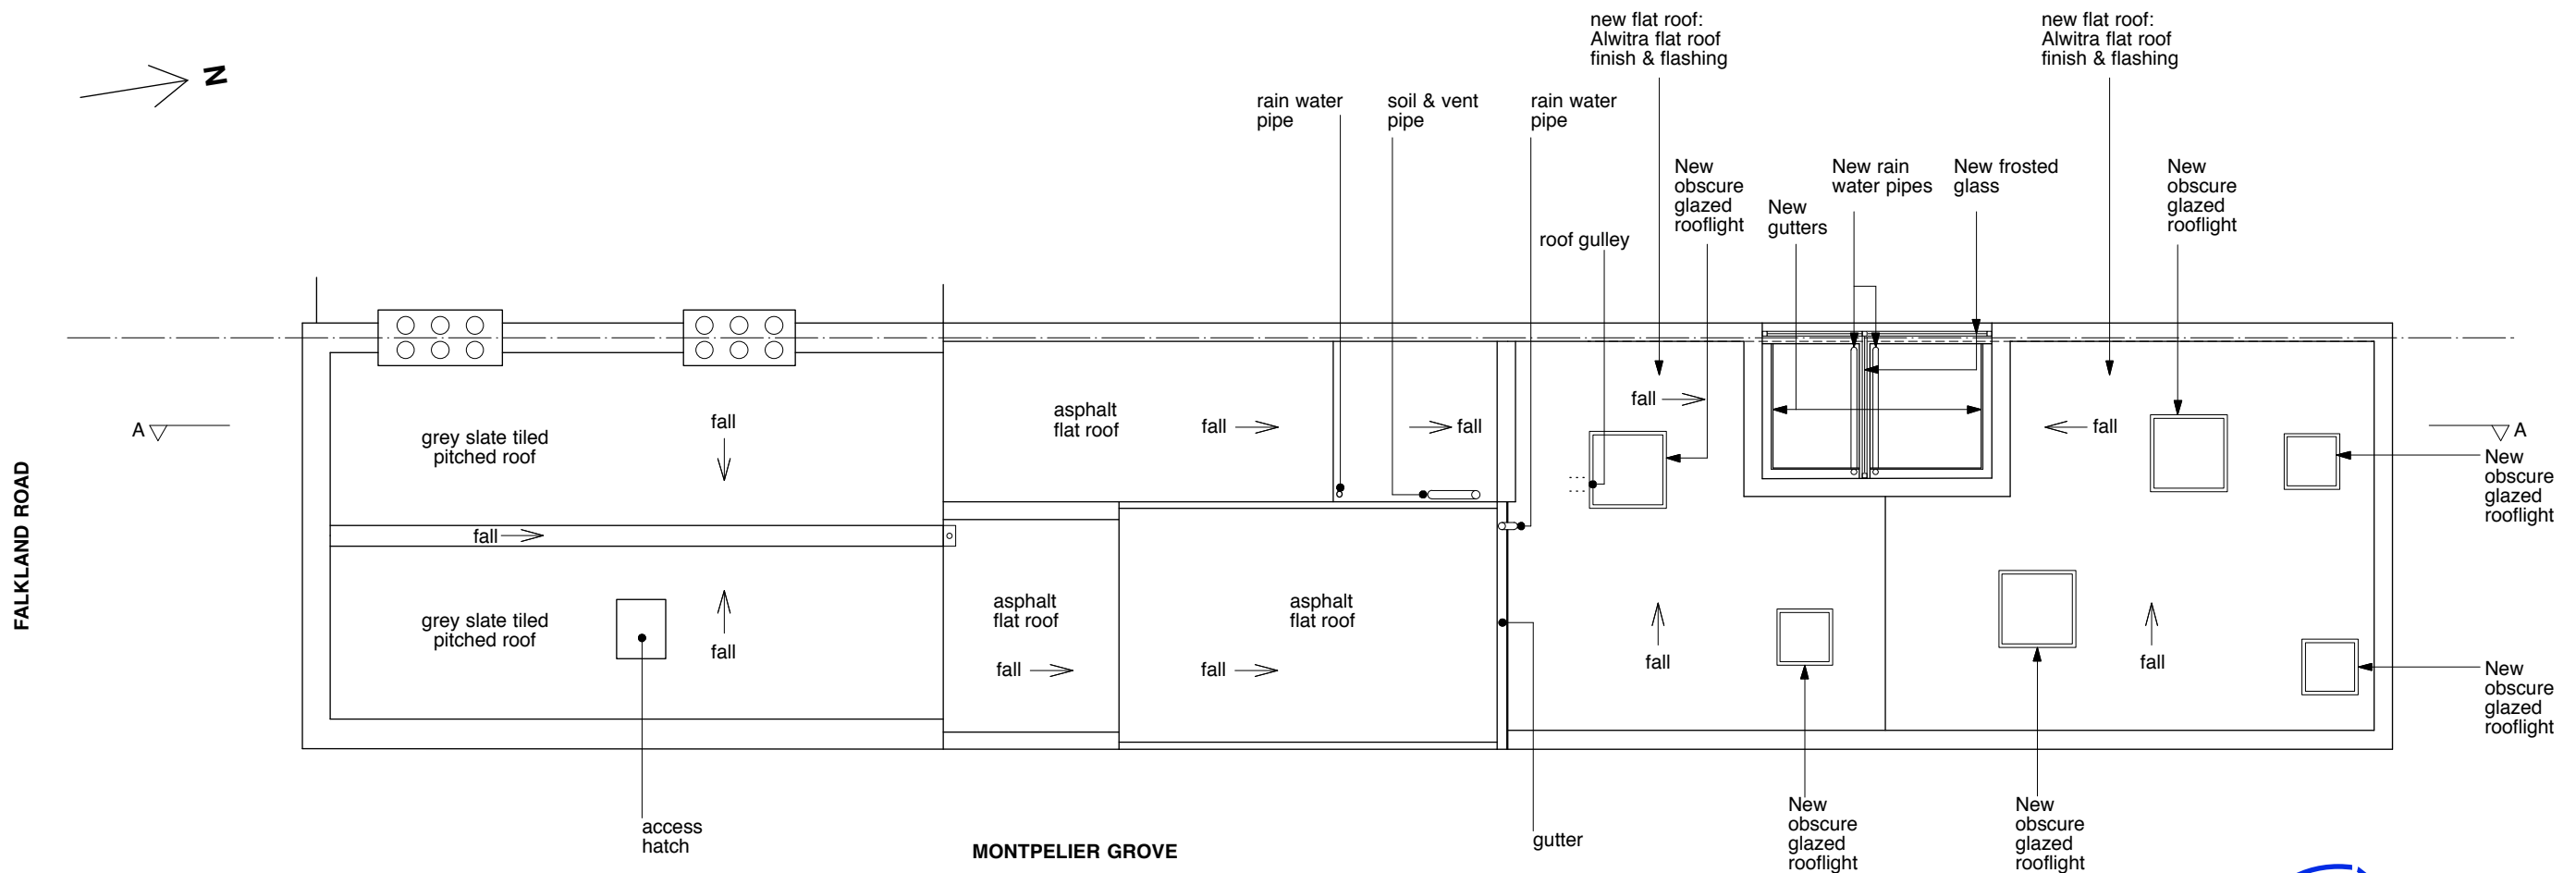 new flat roof:
Alwitra flat roof
finish & flashing
new flat roof:
Alwitra flat roof
finish & flashing
N
rain water
pipe
soil & vent
pipe
rain water
pipe
New
obscure
glazed
rooflight
New rain
water pipes
New frosted
glass
New
obscure
glazed
rooflight
New
gutters
roof gulley
A
grey slate tiled
pitched roof
fall
asphalt
flat roof
fall
fall
fall
fall
A
New
obscure
glazed
rooflight
FALKLAND ROAD
fall
grey slate tiled
pitched roof
fall
asphalt
flat roof
fall
asphalt
flat roof
fall
fall
fall
New
obscure
glazed
rooflight
access
hatch
MONTPELIER GROVE
gutter
New
obscure
glazed
rooflight
New
obscure
glazed
rooflight